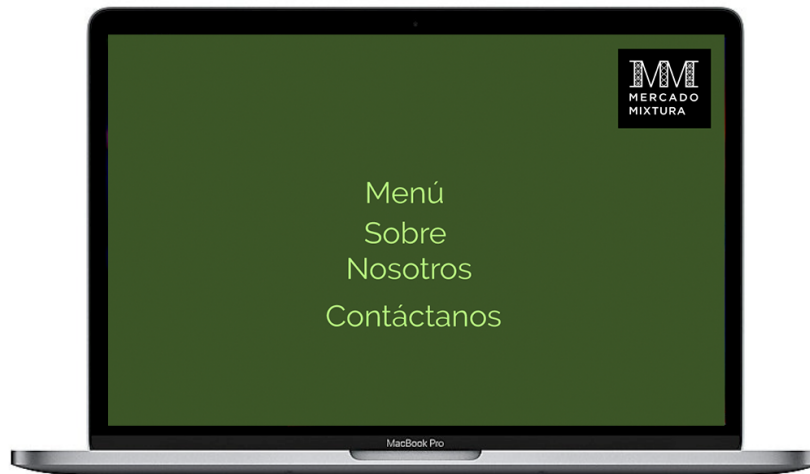 MM
MERCADO
MIXTURA
Menú
Sobre
Nosotros
Contáctanos
MacBook Pro